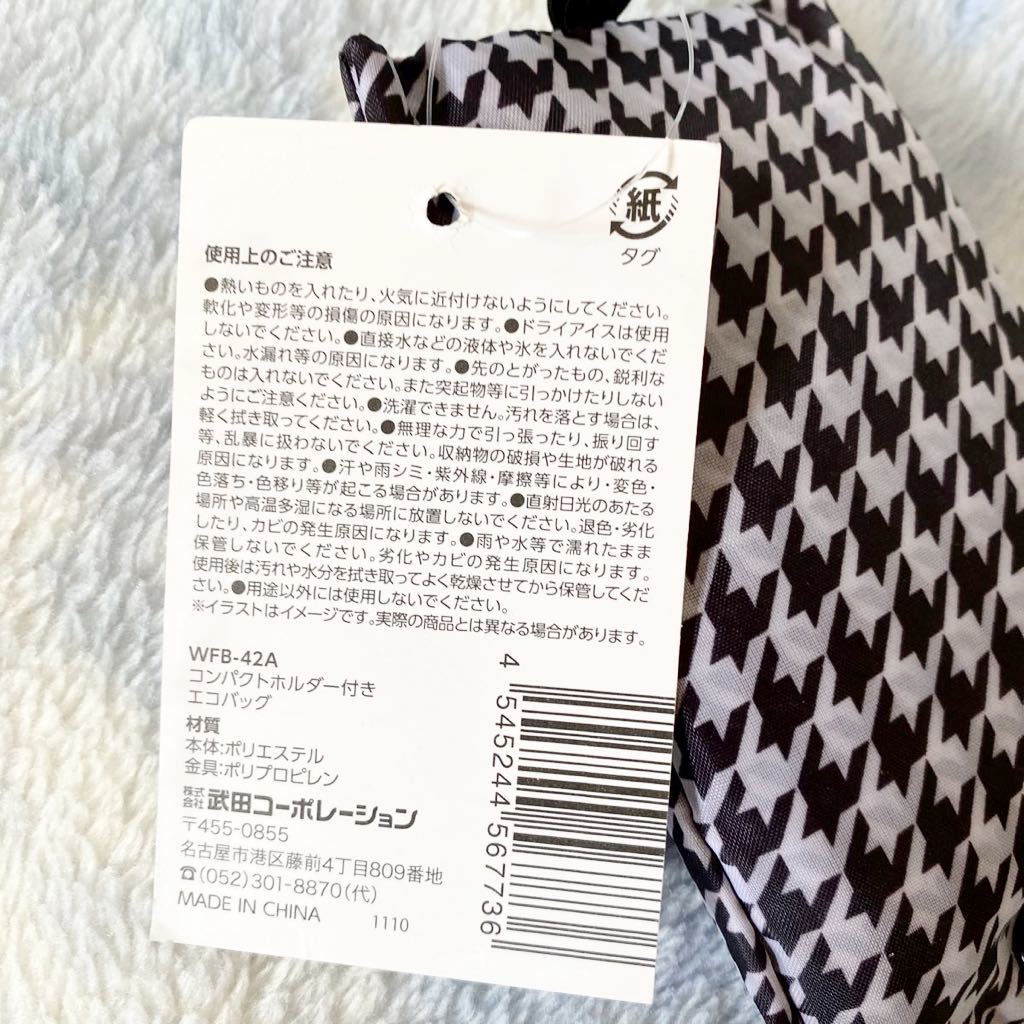 紙
タグ
使用上のご注意
●熱いものを入れたり、火気に近付けないようにしてください。
軟化や変形等の損傷の原因になります。●ドライアイスは使用
しないでください。●直接水などの液体や氷を入れないでくだ
さい。水漏れ等の原因になります。●先のとがったもの、鋭利な
ものは入れないでください。また突起物等に引っかけたりしない
ようにご注意ください。●洗濯できません。汚れを落とす場合は、
軽く拭き取ってください。●無理な力で引っ張ったり、振り回す
等、乱暴に扱わないでください。収納物の破損や生地が破れる
原因になります。●汗や雨シミ・紫外線・摩擦等により・変色・
色落ち・色移り等が起こる場合があります。●直射日光のあたる
場所や高温多湿になる場所に放置しないでください。退色・劣化
したり、カビの発生原因になります。●雨や水等で濡れたまま
保管しないでください。劣化やカビの発生原因になります。
使用後は汚れや水分を拭き取ってよく乾燥させてから保管してくだ
さい。●用途以外には使用しないでください。
※イラストはイメージです。実際の商品とは異なる場合があります。
WFB-42A
コンパクトホルダー付き
エコバッグ
材質
本体:ポリエステル
金具:ポリプロピレン
株式会社 武田コーポレーション
〒455-0855
名古屋市港区藤前4丁目809番地
☎(052)301-8870(代)
MADE IN CHINA 1110
4 545244 567736